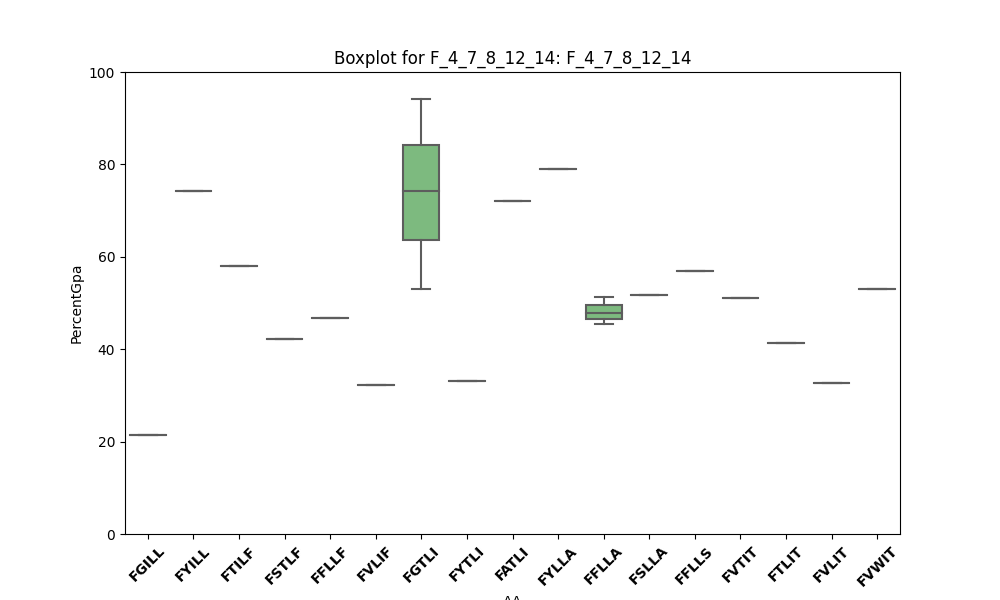 Boxplot for F_4_7_8_12_14: F_4_7_8_12_14
PercentGpa
100
80
60
40
20
0
FGILL
FYILL
FTILF
FSTLF
FFLLF
FVLIF
FGTLI
FYTLI
FATLI
FYLLA
FFLLA
FSLLA
FFLLS
FVTIT
FTLIT
FVLIT
FVWIT
AA